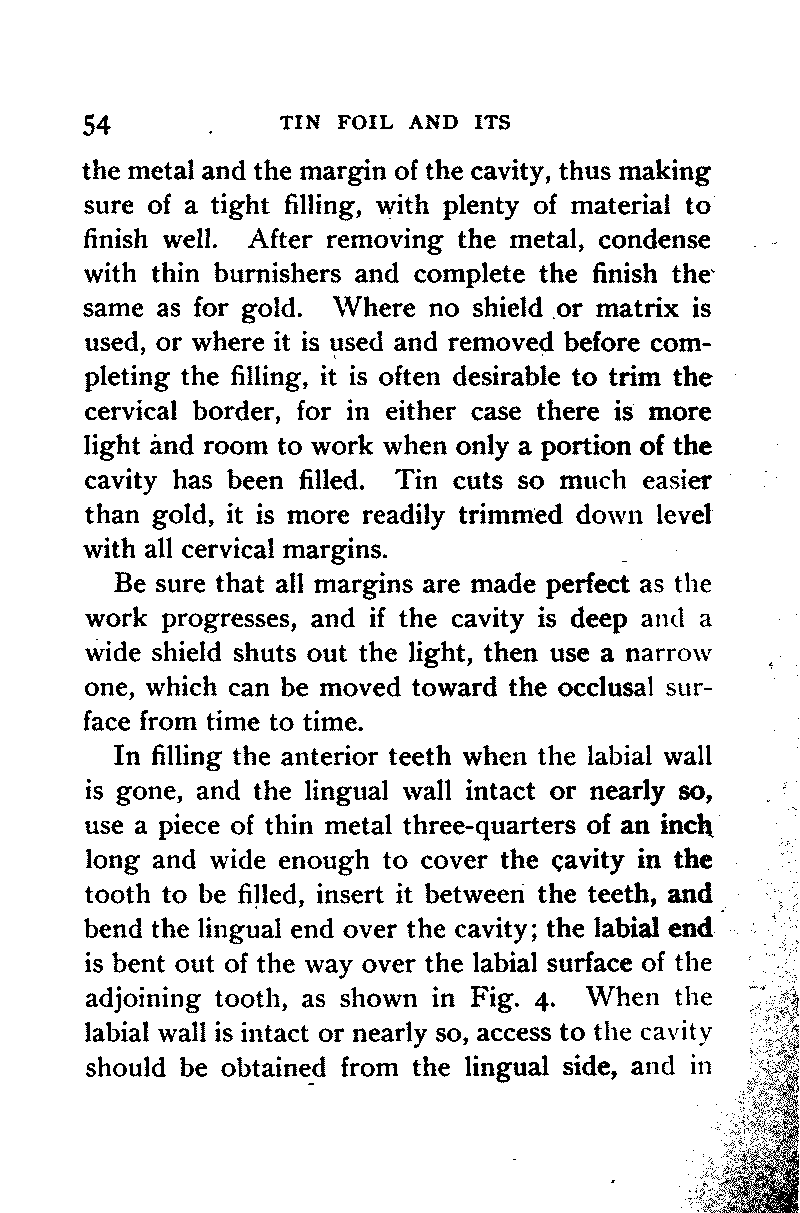 54 TIN FOIL AND ITS
the metal and the margin of the cavity, thus making
sure of a tight filling, with plenty of material to
finish well. After removing the metal, condense
with thin burnishers and complete the finish the
same as for gold. Where no shield or matrix is
used, or where it is used and removed before com-
pleting the filling, it is often desirable to trim the
cervical border, for in either case there is more
light and room to work when only a portion of the
cavity has been filled. Tin cuts so much easier
than gold, it is more readily trimmed down level
with all cervical margins.
Be sure that all margins are made perfect as the
work progresses, and if the cavity is deep and a
wide shield shuts out the light, then use a narrow
one, which can be moved toward the occlusal sur-
face from time to time.
In filling the anterior teeth when the labial wall
is gone, and the lingual wall intact or nearly so,
use a piece of thin metal three-quarters of an inch
long and wide enough to cover the cavity in the
tooth to be filled, insert it between the teeth, and
bend the lingual end over the cavity; the labial end
is bent out of the way over the labial surface of the
adjoining tooth, as shown in Fig. 4. When the
labial wall is intact or nearly so, access to the cavity
should be obtained from the lingual side, and in